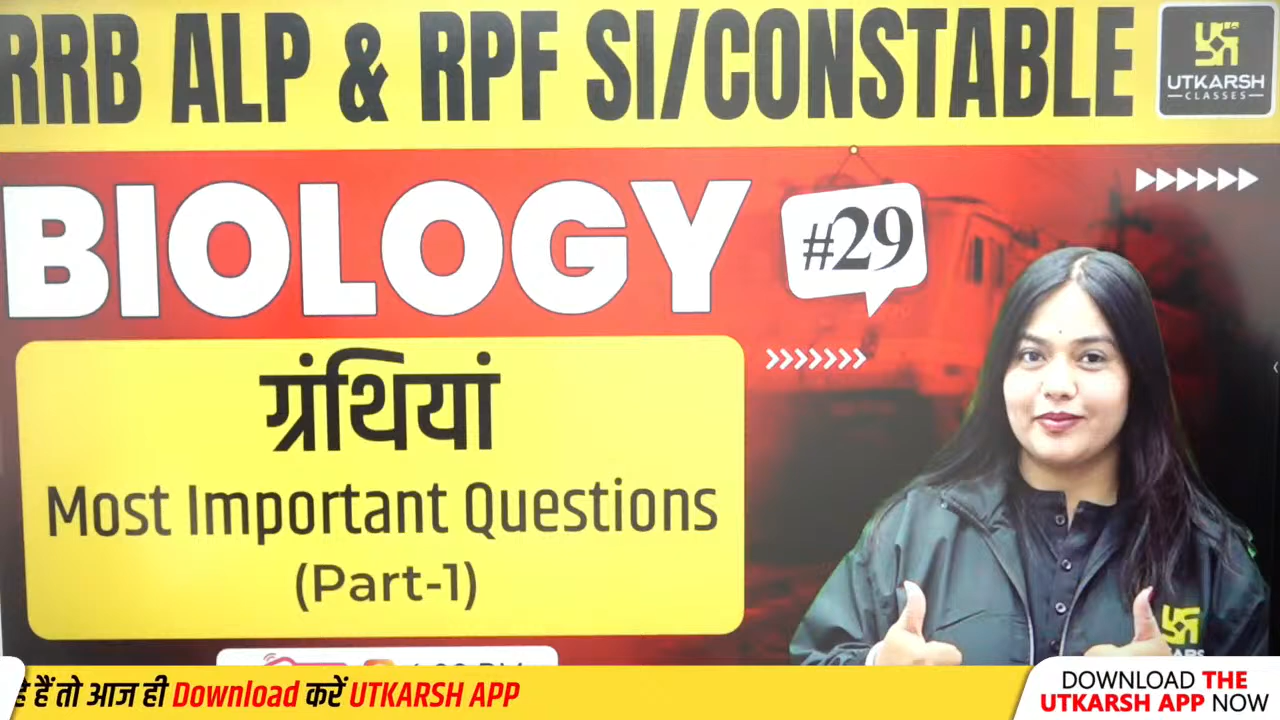 RRB ALP & RPF SI/CONSTABLE
UTKARSH
CLASSES
BIOLOGY
#29
ग्रंथियां
Most Important Questions
(Part-1)
हैं तो आज ही Download करें UTKARSH APP
DOWNLOAD THE
UTKARSH APP NOW